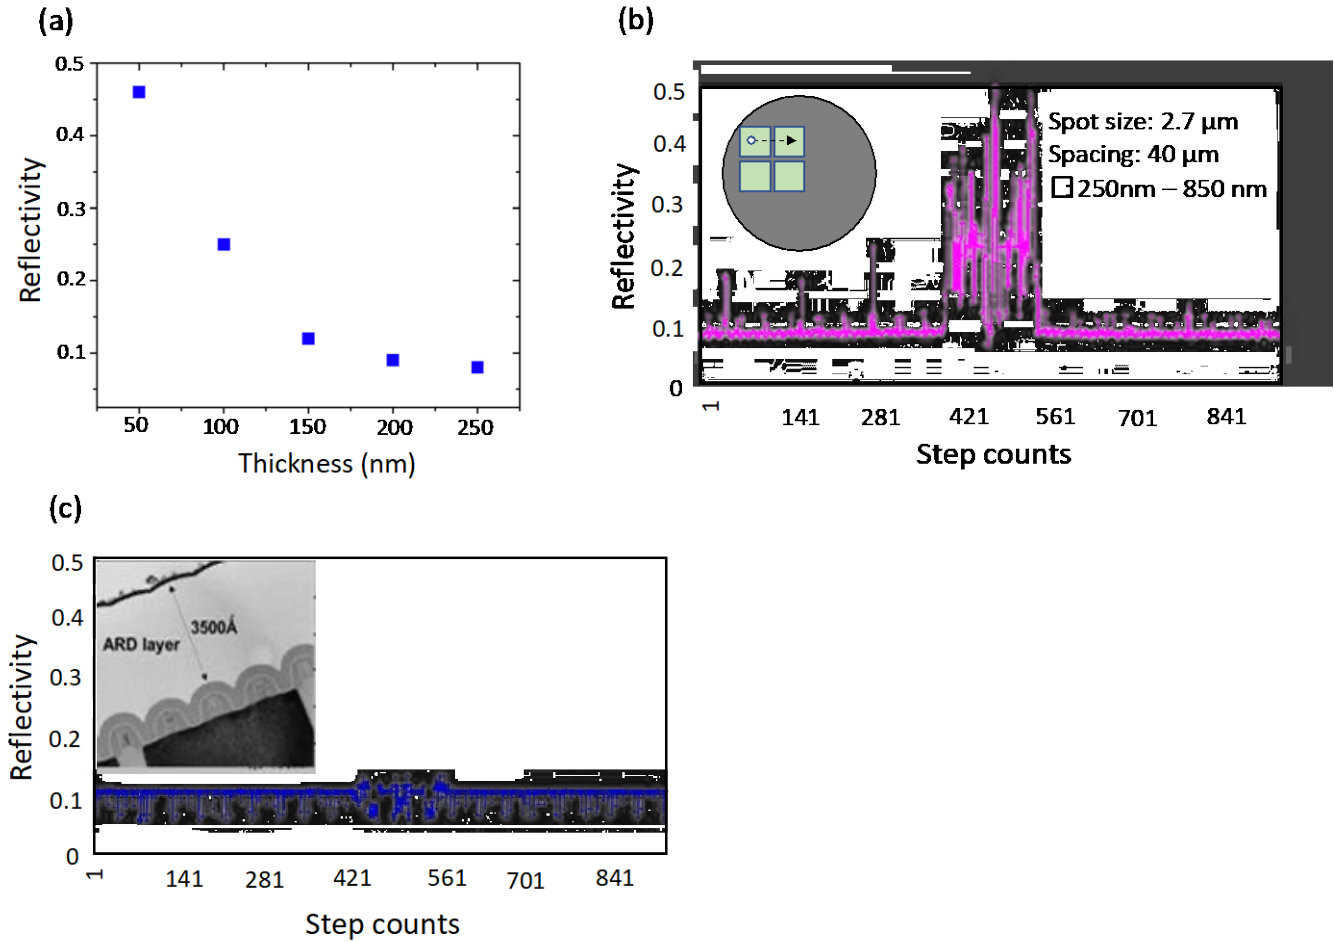 (a)
0.5
0.4
0.3
0.2
0.1
Reflectivity
50 100 150 200 250
Thickness (nm)
(b)
0.5
0.4
0.3
0.2
0.1
0
Reflectivity
Spot size: 2.7 µm
Spacing: 40 µm
250nm – 850 nm
1 141 281 421 561 701 841
Step counts
(c)
0.5
0.4
0.3
0.2
0.1
0
Reflectivity
3500Å
ARD layer
1 141 281 421 561 701 841
Step counts